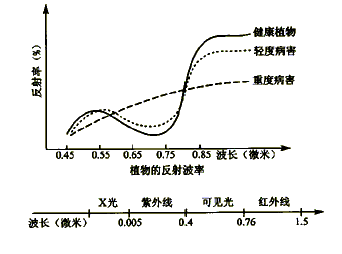 健康植物
轻度病害
重度病害
反射率(%)
0.45 0.55 0.65 0.75 0.85 波长(微米)
植物的反射波率
X光 紫外线 可见光 红外线
波长(微米) 0.005 0.4 0.76 1.5